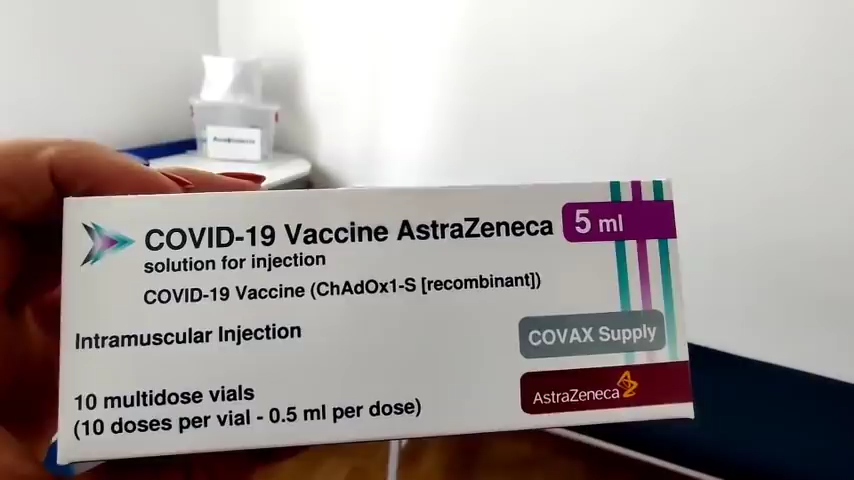 COVID-19 Vaccine AstraZeneca
5 ml
solution for injection
COVID-19 Vaccine (ChAdOx1-S [recombinant])
Intramuscular Injection
COVAX Supply
10 multidose vials
(10 doses per vial - 0.5 ml per dose)
AstraZeneca